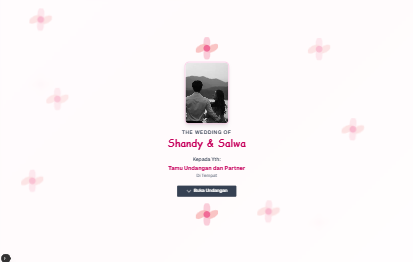 THE WEDDING OF
Shandy & Salwa
Kepada Yth:
Tamu Undangan dan Partner
Di Tempat
Buka Undangan